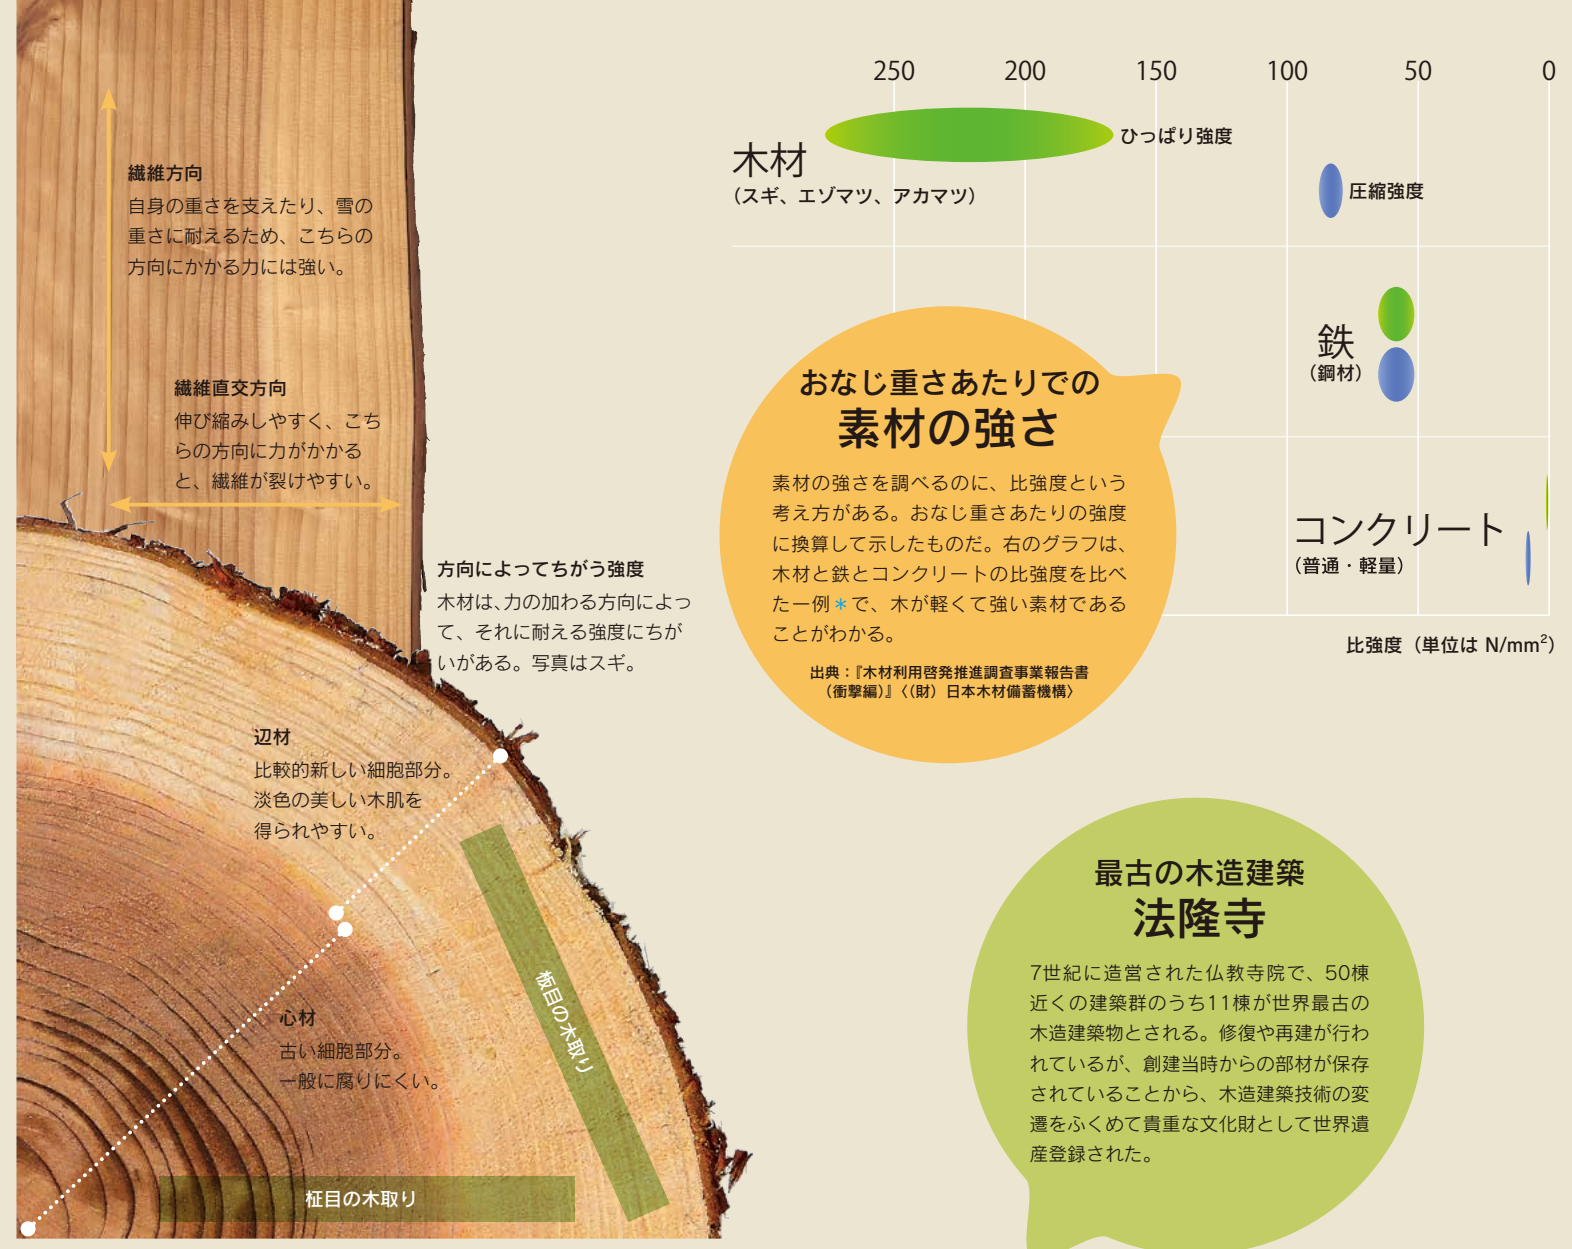 繊維方向
自身の重さを支えたり、雪の
重さに耐えるため、こちらの
方向にかかる力には強い。
繊維直交方向
伸び縮みしやすく、こち
らの方向に力がかかる
と、繊維が裂けやすい。
方向によってちがう強度
木材は、力の加わる方向によっ
て、それに耐える強度にちが
いがある。写真はスギ。
辺材
比較的新しい細胞部分。
淡色の美しい木肌を
得られやすい。
心材
古い細胞部分。
一般に腐りにくい。
板目の木取り
柾目の木取り
250 200 150 100 50 0
木材
（スギ、エゾマツ、アカマツ）
ひっぱり強度
圧縮強度
鉄
（鋼材）
コンクリート
（普通・軽量）
比強度（単位は N/mm²）
おなじ重さあたりでの
素材の強さ
素材の強さを調べるのに、比強度という
考え方がある。おなじ重さあたりの強度
に換算して示したものだ。右のグラフは、
木材と鉄とコンクリートの比強度を比べ
た一例＊で、木が軽くて強い素材である
ことがわかる。
出典：『木材利用啓発推進調査事業報告書
（衝撃編）』〈（財）日本木材備蓄機構〉
最古の木造建築
法隆寺
7世紀に造営された仏教寺院で、50棟
近くの建築群のうち11棟が世界最古の
木造建築物とされる。修復や再建が行わ
れているが、創建当時からの部材が保存
されていることから、木造建築技術の変
遷をふくめて貴重な文化財として世界遺
産登録された。